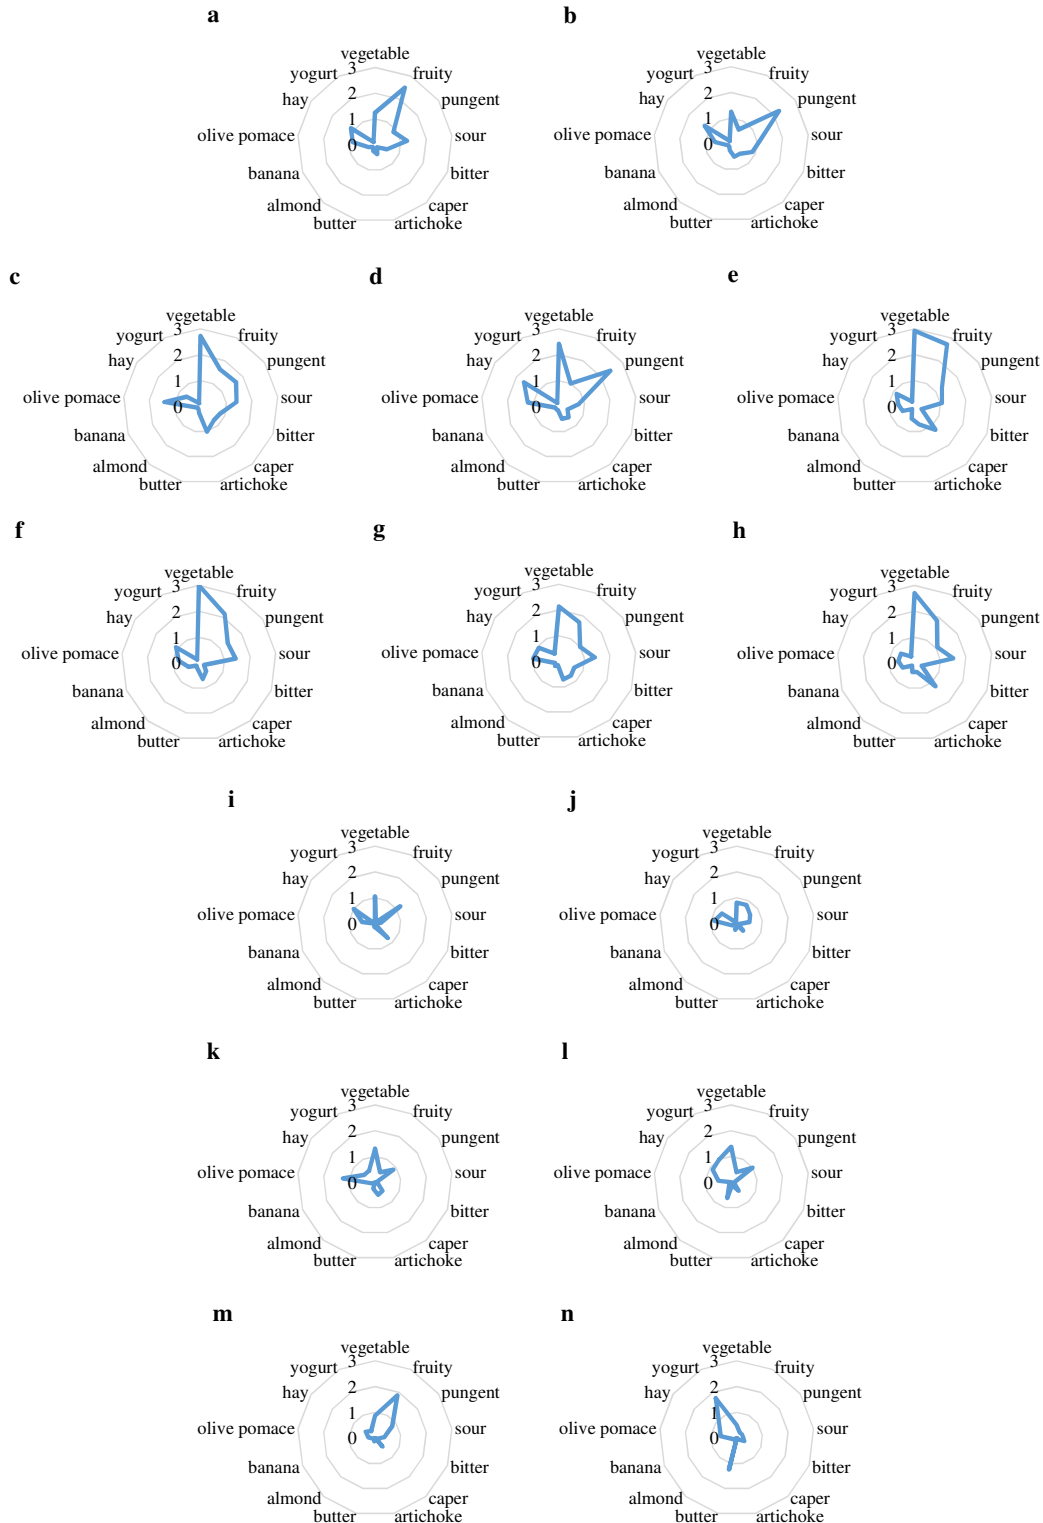 a b
vegetable
yogurt 3 fruity
hay 2 pungent
1
olive pomace 0 sour
banana bitter
almond caper
butter artichoke
vegetable
yogurt 3 fruity
hay 2 pungent
1
olive pomace 0 sour
banana bitter
almond caper
butter artichoke
c d e
vegetable
yogurt 3 fruity
hay 2 pungent
1
olive pomace 0 sour
banana bitter
almond caper
butter artichoke
vegetable
yogurt 3 fruity
hay 2 pungent
1
olive pomace 0 sour
banana bitter
almond caper
butter artichoke
vegetable
yogurt 3 fruity
hay 2 pungent
1
olive pomace 0 sour
banana bitter
almond caper
butter artichoke
f g h
vegetable
yogurt 3 fruity
hay 2 pungent
1
olive pomace 0 sour
banana bitter
almond caper
butter artichoke
vegetable
yogurt 3 fruity
hay 2 pungent
1
olive pomace 0 sour
banana bitter
almond caper
butter artichoke
vegetable
yogurt 3 fruity
hay 2 pungent
1
olive pomace 0 sour
banana bitter
almond caper
butter artichoke
i j
vegetable
yogurt 3 fruity
hay 2 pungent
1
olive pomace 0 sour
banana bitter
almond caper
butter artichoke
vegetable
yogurt 3 fruity
hay 2 pungent
1
olive pomace 0 sour
banana bitter
almond caper
butter artichoke
k l
vegetable
yogurt 3 fruity
hay 2 pungent
1
olive pomace 0 sour
banana bitter
almond caper
butter artichoke
vegetable
yogurt 3 fruity
hay 2 pungent
1
olive pomace 0 sour
banana bitter
almond caper
butter artichoke
m n
vegetable
yogurt 3 fruity
hay 2 pungent
1
olive pomace 0 sour
banana bitter
almond caper
butter artichoke
vegetable
yogurt 3 fruity
hay 2 pungent
1
olive pomace 0 sour
banana bitter
almond caper
butter artichoke